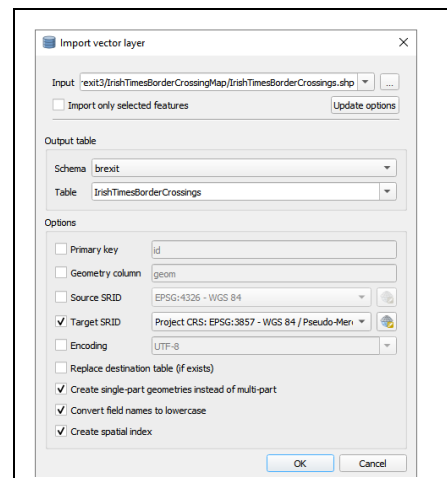 Import vector layer
Input exit3/IrishTimesBorderCrossingMap/IrishTimesBorderCrossings.shp ...
Import only selected features Update options
Output table
Schema brexit
Table IrishTimesBorderCrossings
Options
Primary key id
Geometry column geom
Source SRID EPSG:4326 - WGS 84
Target SRID Project CRS: EPSG:3857 - WGS 84 / Pseudo-Mer
Encoding UTF-8
Replace destination table (if exists)
Create single-part geometries instead of multi-part
Convert field names to lowercase
Create spatial index
OK Cancel